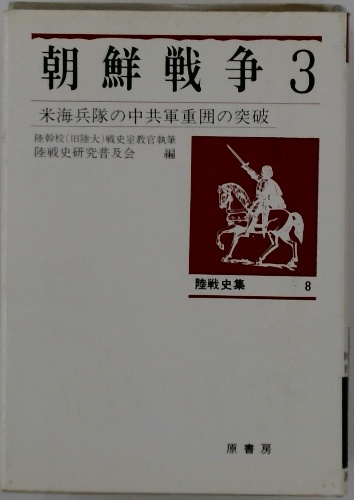 朝鮮戦争 3
米海兵隊の中共軍重囲の突破
陸幹校(旧陸大)戦史室教官執筆
陸戦史研究普及会 編
陸戦史集 8
原書房